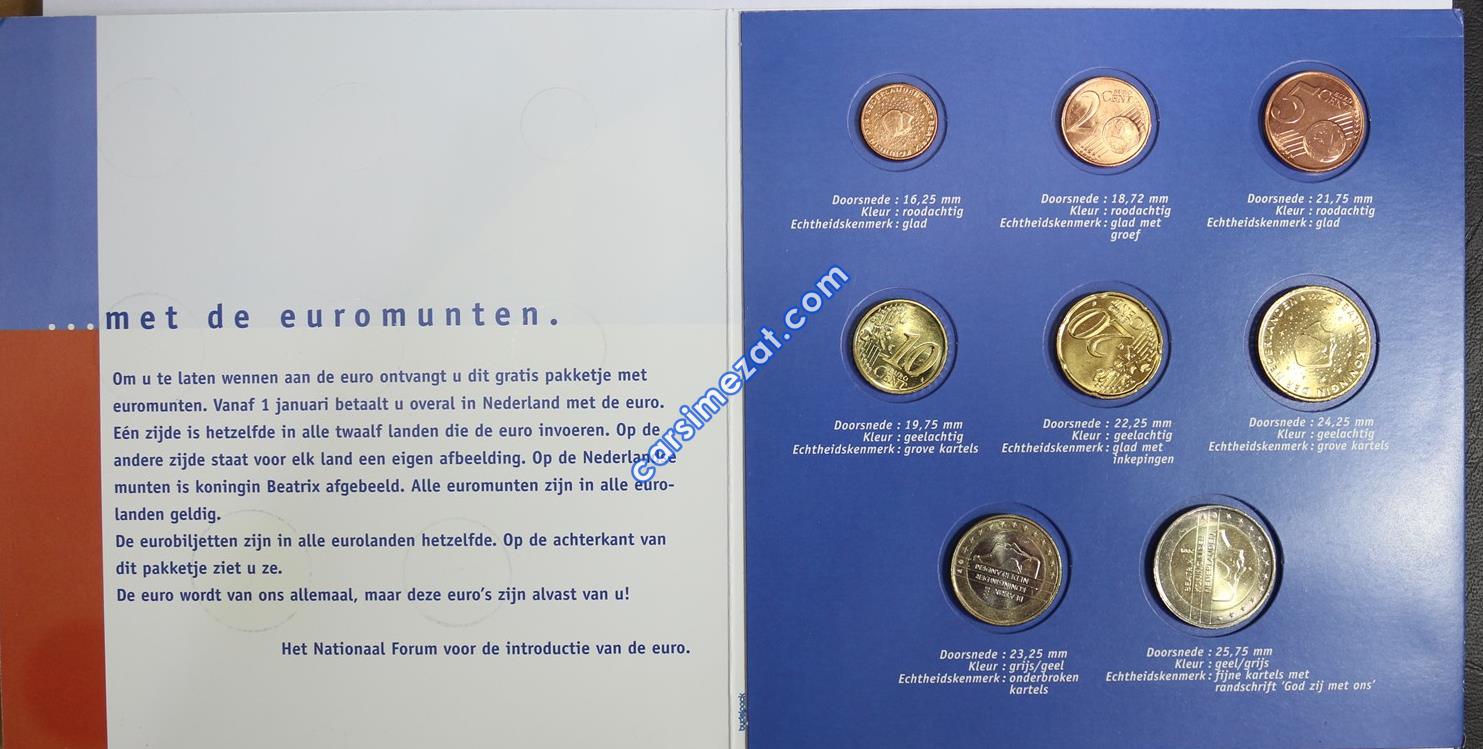 ...met de euromunten.
Om u te laten wennen aan de euro ontvangt u dit gratis pakketje met
euromunten. Vanaf 1 januari betaalt u overal in Nederland met de euro.
Eén zijde is hetzelfde in alle twaalf landen die de euro invoeren. Op de
andere zijde staat voor elk land een eigen afbeelding. Op de Nederlandse
munten is koningin Beatrix afgebeeld. Alle euromunten zijn in alle euro-
landen geldig.
De eurobiljetten zijn in alle eurolanden hetzelfde. Op de achterkant van
dit pakketje ziet u ze.
De euro wordt van ons allemaal, maar deze euro's zijn alvast van u!
Het Nationaal Forum voor de introductie van de euro.
carsimezat.com
2 EURO CENT
5 EURO CENT
Doorsnede : 16,25 mm
Kleur : roodachtig
Echtheidskenmerk : glad
Doorsnede : 18,72 mm
Kleur : roodachtig
Echtheidskenmerk : glad met
groef
Doorsnede : 21,75 mm
Kleur : roodachtig
Echtheidskenmerk : glad
10 EURO CENT
20 EURO CENT
Doorsnede : 19,75 mm
Kleur : geelachtig
Echtheidskenmerk : grove kartels
Doorsnede : 22,25 mm
Kleur : geelachtig
Echtheidskenmerk : glad met
inkepingen
Doorsnede : 24,25 mm
Kleur : geelachtig
Echtheidskenmerk : grove kartels
Doorsnede : 23,25 mm
Kleur : grijs/geel
Echtheidskenmerk : onderbroken
kartels
Doorsnede : 25,75 mm
Kleur : geel/grijs
Echtheidskenmerk : fijne kartels met
randschrift 'God zij met ons'